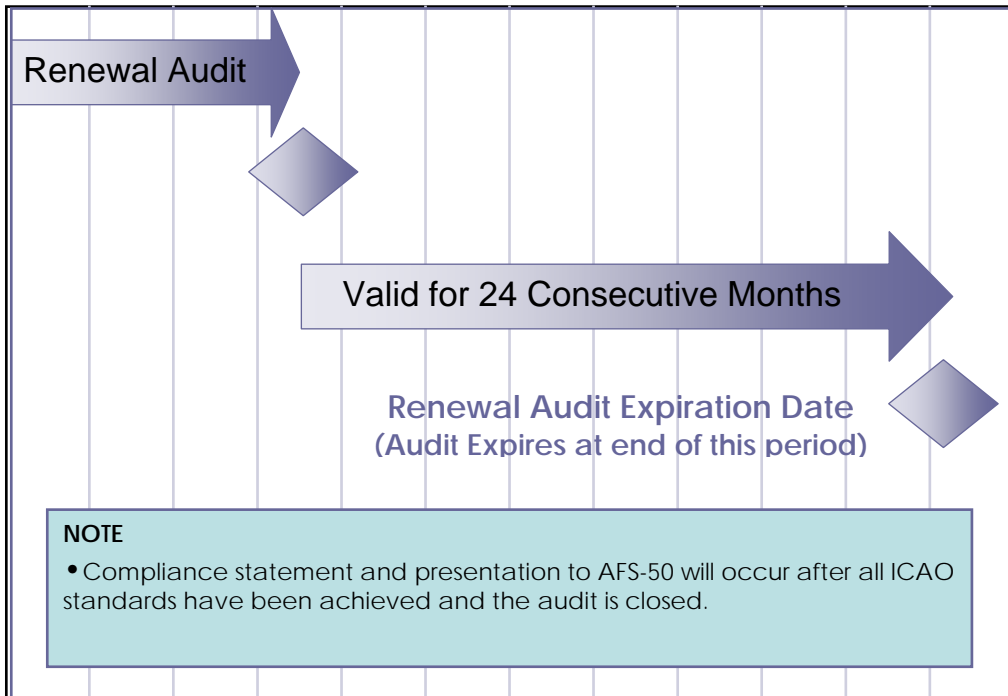 Renewal Audit
Valid for 24 Consecutive Months
Renewal Audit Expiration Date
(Audit Expires at end of this period)
NOTE
• Compliance statement and presentation to AFS-50 will occur after all ICAO
standards have been achieved and the audit is closed.